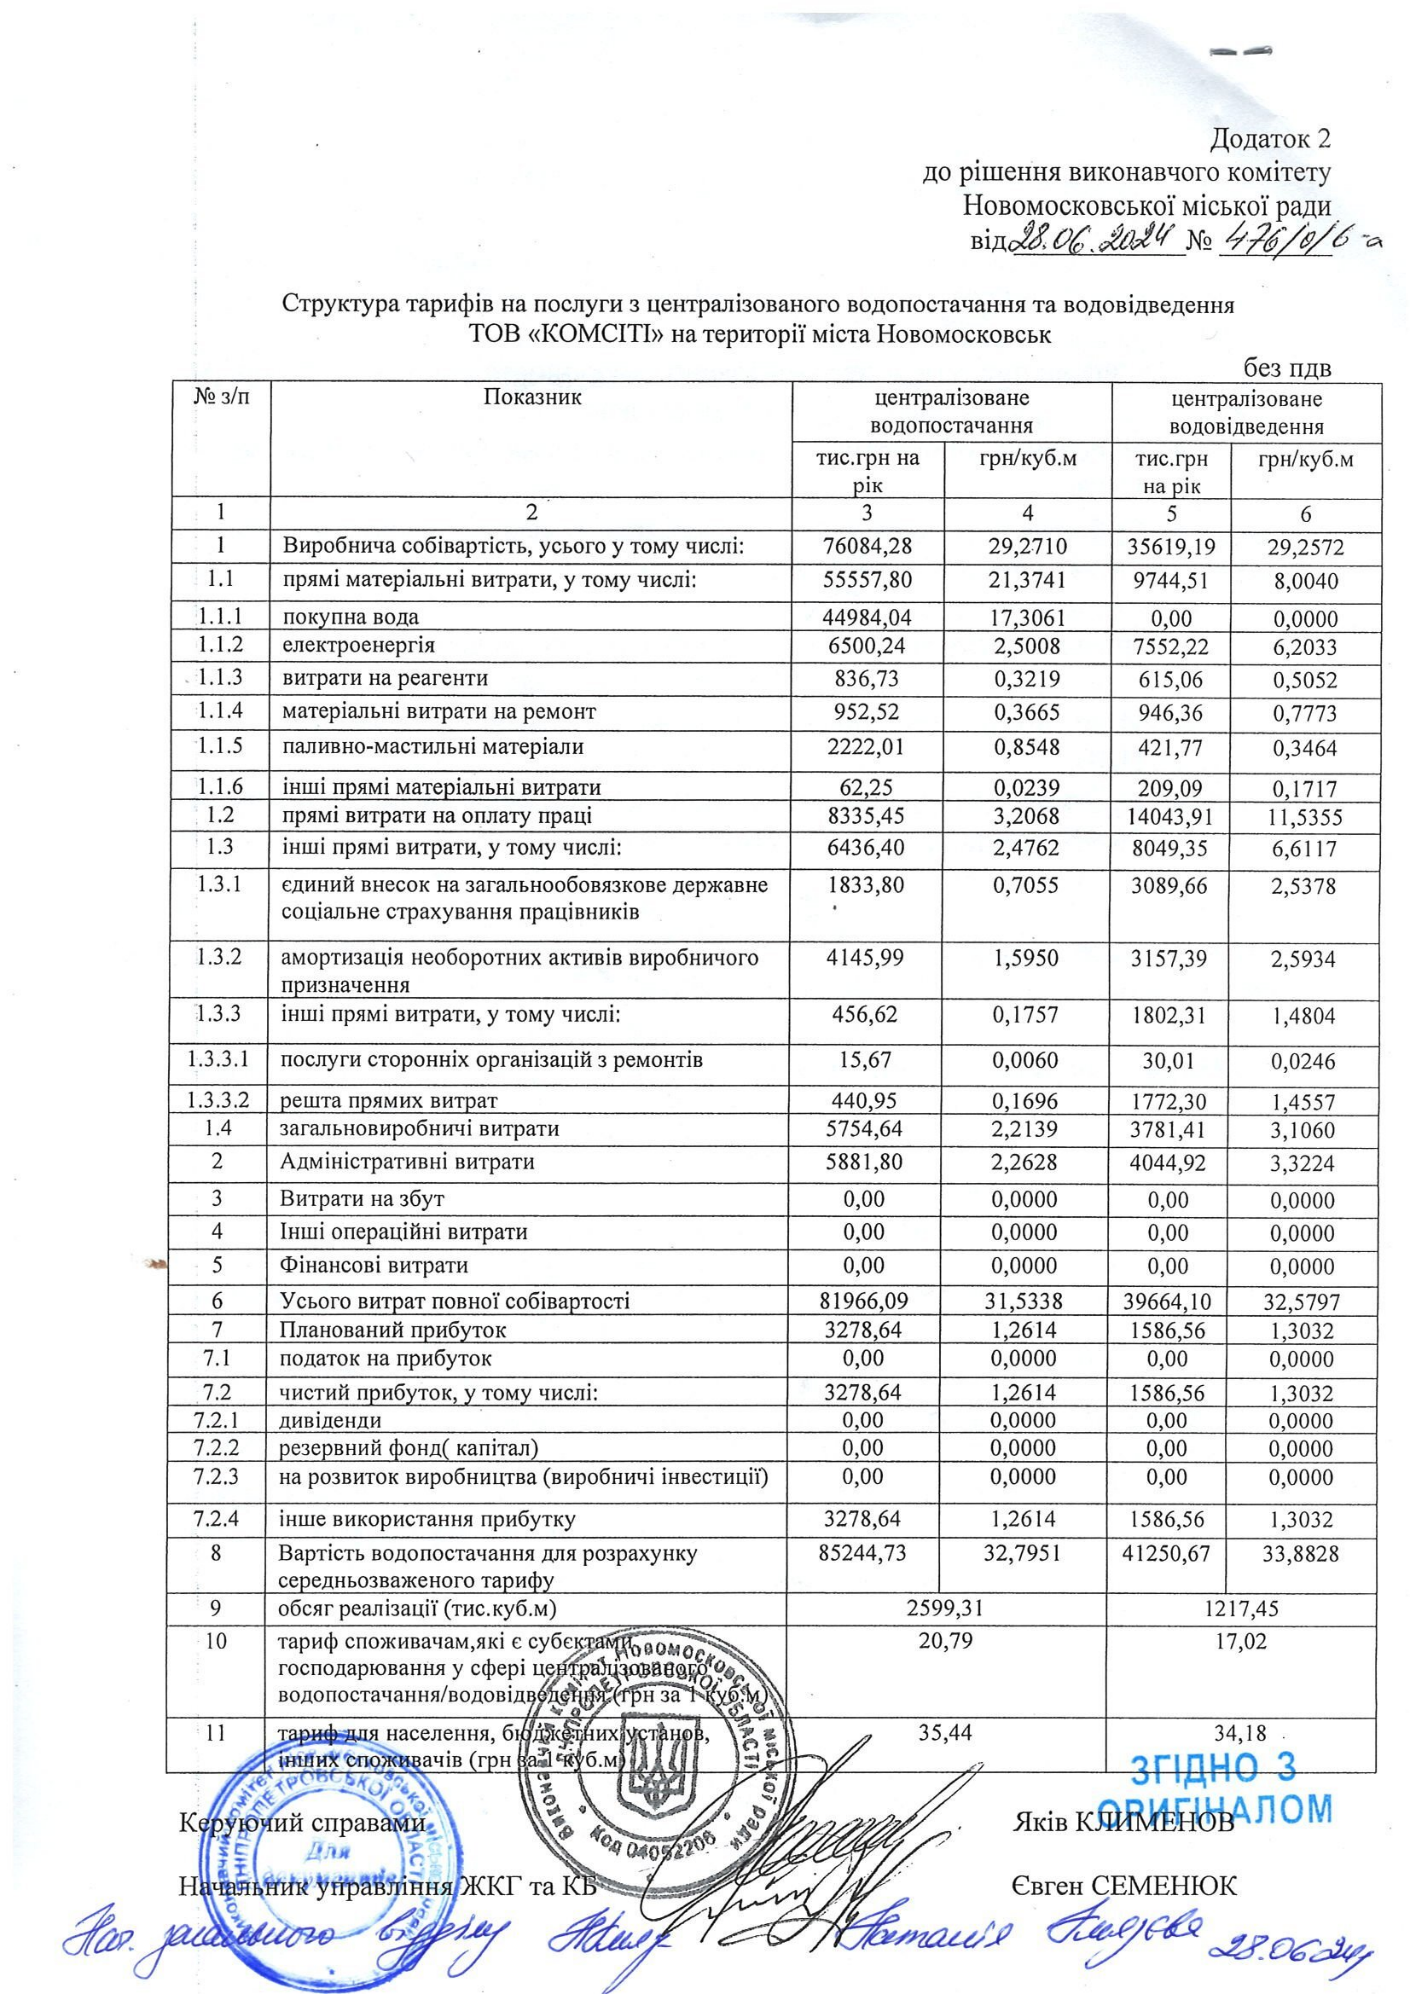 Додаток 2
до рішення виконавчого комітету
Новомосковської міської ради
від 28.06.2024 № 476/0/6-а
Структура тарифів на послуги з централізованого водопостачання та водовідведення
ТОВ «КОМСІТІ» на території міста Новомосковськ
без пдв
№ з/п Показник централізоване водопостачання централізоване водовідведення
тис.грн на рік грн/куб.м тис.грн на рік грн/куб.м
1 2 3 4 5 6
1 Виробнича собівартість, усього у тому числі: 76084,28 29,2710 35619,19 29,2572
1.1 прямі матеріальні витрати, у тому числі: 55557,80 21,3741 9744,51 8,0040
1.1.1 покупна вода 44984,04 17,3061 0,00 0,0000
1.1.2 електроенергія 6500,24 2,5008 7552,22 6,2033
1.1.3 витрати на реагенти 836,73 0,3219 615,06 0,5052
1.1.4 матеріальні витрати на ремонт 952,52 0,3665 946,36 0,7773
1.1.5 паливно-мастильні матеріали 2222,01 0,8548 421,77 0,3464
1.1.6 інші прямі матеріальні витрати 62,25 0,0239 209,09 0,1717
1.2 прямі витрати на оплату праці 8335,45 3,2068 14043,91 11,5355
1.3 інші прямі витрати, у тому числі: 6436,40 2,4762 8049,35 6,6117
1.3.1 єдиний внесок на загальнообовязкове державне 1833,80 0,7055 3089,66 2,5378
соціальне страхування працівників
1.3.2 амортизація необоротних активів виробничого 4145,99 1,5950 3157,39 2,5934
призначення
1.3.3 інші прямі витрати, у тому числі: 456,62 0,1757 1802,31 1,4804
1.3.3.1 послуги сторонніх організацій з ремонтів 15,67 0,0060 30,01 0,0246
1.3.3.2 решта прямих витрат 440,95 0,1696 1772,30 1,4557
1.4 загальновиробничі витрати 5754,64 2,2139 3781,41 3,1060
2 Адміністративні витрати 5881,80 2,2628 4044,92 3,3224
3 Витрати на збут 0,00 0,0000 0,00 0,0000
4 Інші операційні витрати 0,00 0,0000 0,00 0,0000
5 Фінансові витрати 0,00 0,0000 0,00 0,0000
6 Усього витрат повної собівартості 81966,09 31,5338 39664,10 32,5797
7 Планований прибуток 3278,64 1,2614 1586,56 1,3032
7.1 податок на прибуток 0,00 0,0000 0,00 0,0000
7.2 чистий прибуток, у тому числі: 3278,64 1,2614 1586,56 1,3032
7.2.1 дивіденди 0,00 0,0000 0,00 0,0000
7.2.2 резервний фонд( капітал) 0,00 0,0000 0,00 0,0000
7.2.3 на розвиток виробництва (виробничі інвестиції) 0,00 0,0000 0,00 0,0000
7.2.4 інше використання прибутку 3278,64 1,2614 1586,56 1,3032
8 Вартість водопостачання для розрахунку 85244,73 32,7951 41250,67 33,8828
середньозваженого тарифу
9 обсяг реалізації (тис.куб.м) 2599,31 1217,45
10 тариф споживачам,які є субєктами 20,79 17,02
господарювання у сфері централізованого
водопостачання/водовідведення (грн за 1 куб.м)
11 тариф для населення, бюджетних установ, 35,44 34,18
інших споживачів (грн за 1 куб.м)
Виконавчий комітет Новомосковської міської ради
Дніпропетровської області
Код 04052206
ЗГІДНО З
ОРИГІНАЛОМ
Керуючий справами Яків КЛИМЕНОВ
Для
документів
Начальник управління ЖКГ та КБ Євген СЕМЕНЮК
Нач. загального відділу Наталія Князєва 28.06.24